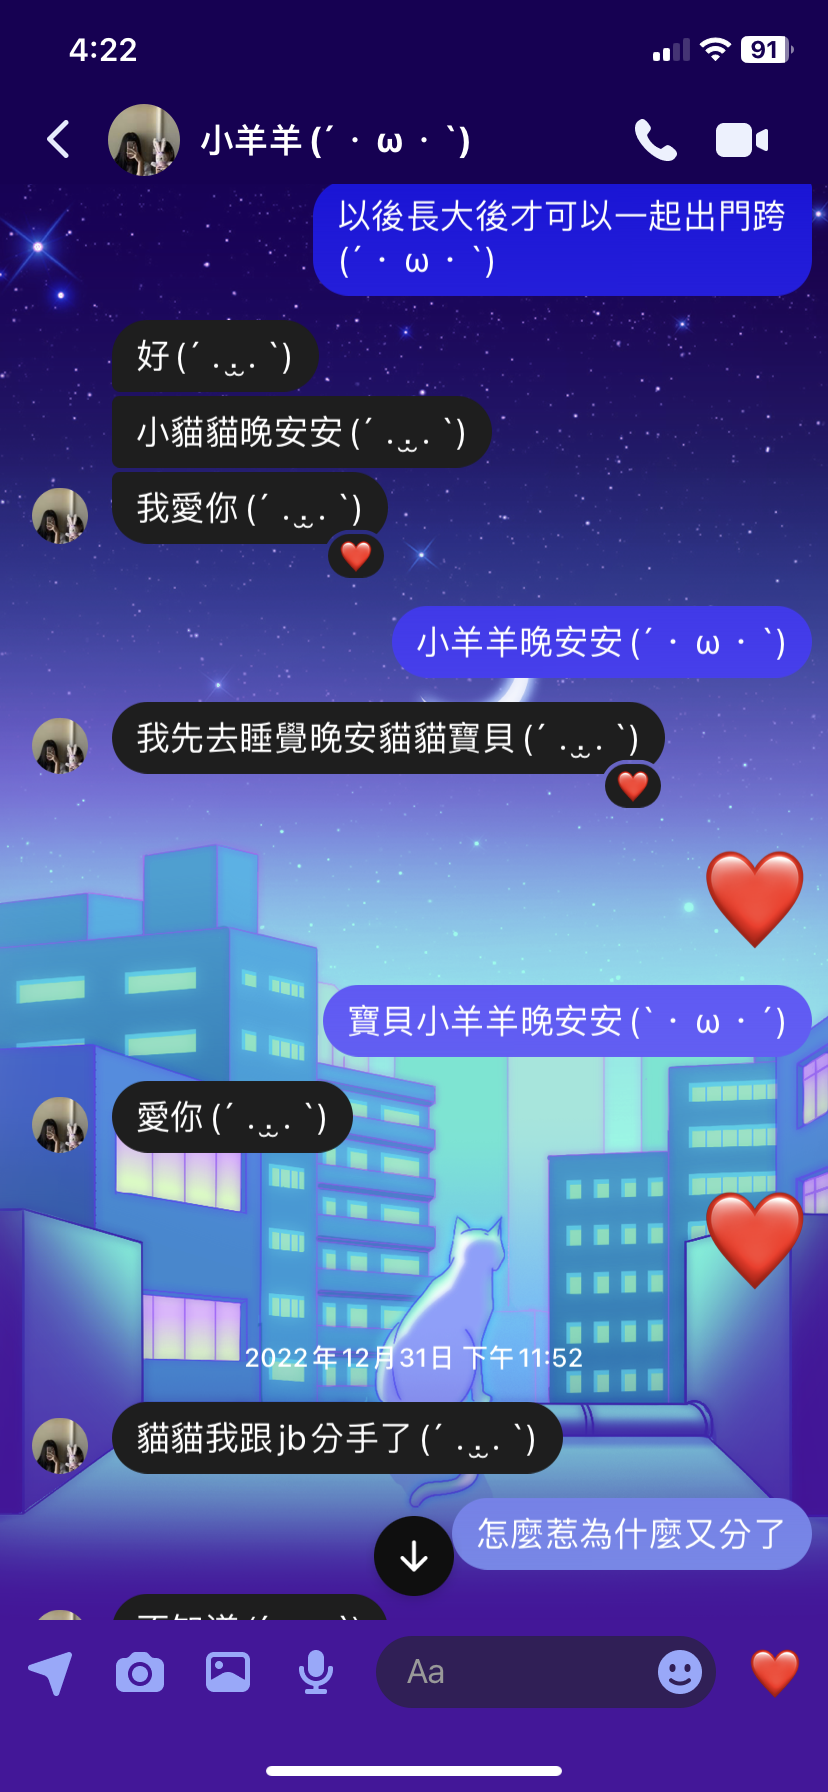 4:22
91
小羊羊(´・ω・`)
以後長大後才可以一起出門跨
(´・ω・`)
好(´ . .̫ . `)
小貓貓晚安安(´ . .̫ . `)
我愛你(´ . .̫ . `)
小羊羊晚安安(´・ω・`)
我先去睡覺晚安貓貓寶貝(´ . .̫ . `)
寶貝小羊羊晚安安(`・ω・´)
愛你(´ . .̫ . `)
2022年12月31日 下午11:52
貓貓我跟jb分手了(´ . .̫ . `)
怎麼惹為什麼又分了
Aa